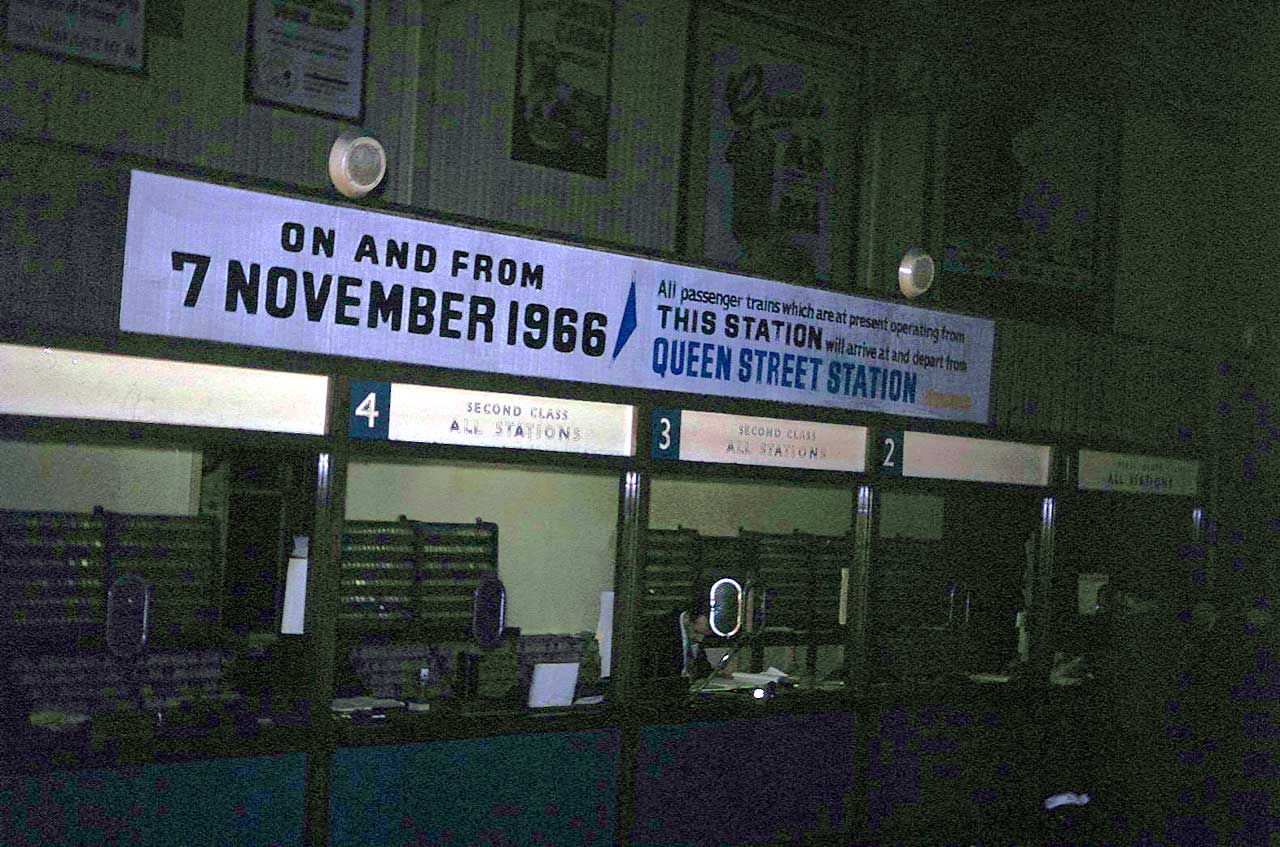 ON AND FROM
7 NOVEMBER 1966
All passenger trains which are at present operating from
THIS STATION will arrive at and depart from
QUEEN STREET STATION
4
SECOND CLASS
ALL STATIONS
3
SECOND CLASS
ALL STATIONS
2
ALL STATIONS